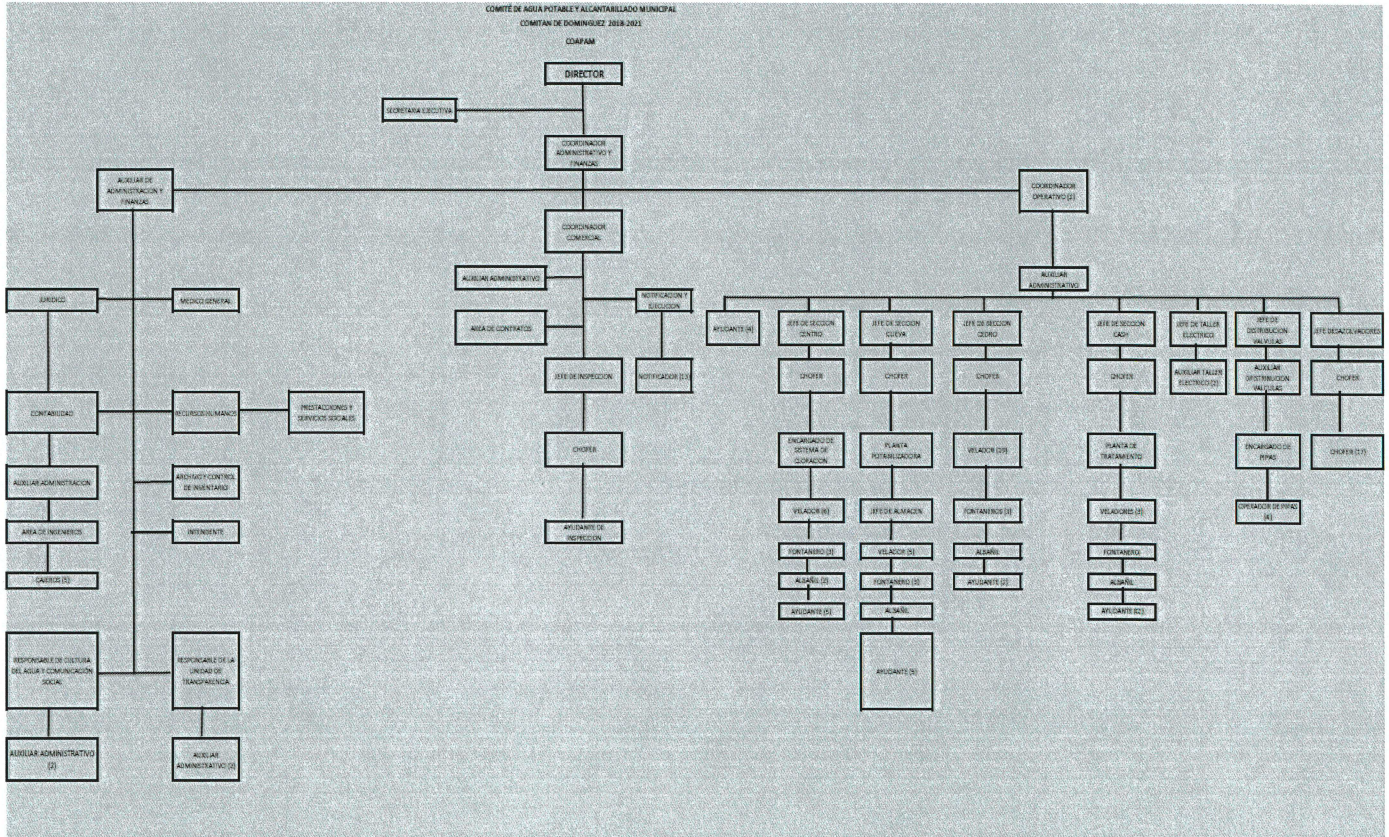 COMITÉ DE AGUA POTABLE Y ALCANTARILLADO MUNICIPAL
COMITAN DE DOMINGUEZ 2018-2021
COAPAM
DIRECTOR
SECRETARIA EJECUTIVA
COORDINADOR
ADMINISTRATIVO Y
FINANZAS
AUXILIAR DE
ADMINISTRACION Y
FINANZAS
COORDINADOR
OPERATIVO (2)
COORDINADOR
COMERCIAL
AUXILIAR ADMINISTRATIVO
AUXILIAR
ADMINISTRATIVO
JURIDICO
MEDICO GENERAL
NOTIFICACION Y
EJECUCION
AREA DE CONTRATOS
AYUDANTE (4)
JEFE DE SECCION
CENTRO
JEFE DE SECCION
CUEVA
JEFE DE SECCION
CEDRO
JEFE DE SECCION
CASH
JEFE DE TALLER
ELECTRICO
JEFE DE
DISTRIBUCION
VALVULAS
JEFE DESAZOLVADORES
JEFE DE INSPECCION
NOTIFICADOR (13)
CHOFER
CHOFER
CHOFER
CHOFER
AUXILIAR TALLER
ELECTRICO (2)
AUXILIAR
DISTRIBUCION
VALVULAS
CHOFER
CONTABILIDAD
RECURSOS HUMANOS
PRESTACCIONES Y
SERVICIOS SOCIALES
CHOFER
ENCARGADO DE
SISTEMA DE
CLORACION
PLANTA
POTABILIZADORA
VELADOR (10)
PLANTA DE
TRATAMIENTO
ENCARGADO DE
PIPAS
CHOFER (17)
AUXILIAR ADMINISTRACION
ARCHIVO Y CONTROL
DE INVENTARIO
VELADOR (6)
JEFE DE ALMACEN
FONTANEROS (3)
VELADORES (3)
OPERADOR DE PIPAS
(4)
AREA DE INGENIEROS
INTENDENTE
AYUDANTE DE
INSPECCION
FONTANERO (3)
VELADOR (5)
ALBAÑIL
FONTANERO
CAJEROS (5)
ALBAÑIL (2)
FONTANERO (3)
AYUDANTE (2)
ALBAÑIL
AYUDANTE (5)
ALBAÑIL
AYUDANTE (02)
RESPONSABLE DE CULTURA
DEL AGUA Y COMUNICACIÓN
SOCIAL
RESPONSABLE DE LA
UNIDAD DE
TRANSPARENCIA
AYUDANTE (5)
AUXILIAR ADMINISTRATIVO
(2)
AUXILIAR
ADMINISTRATIVO (2)